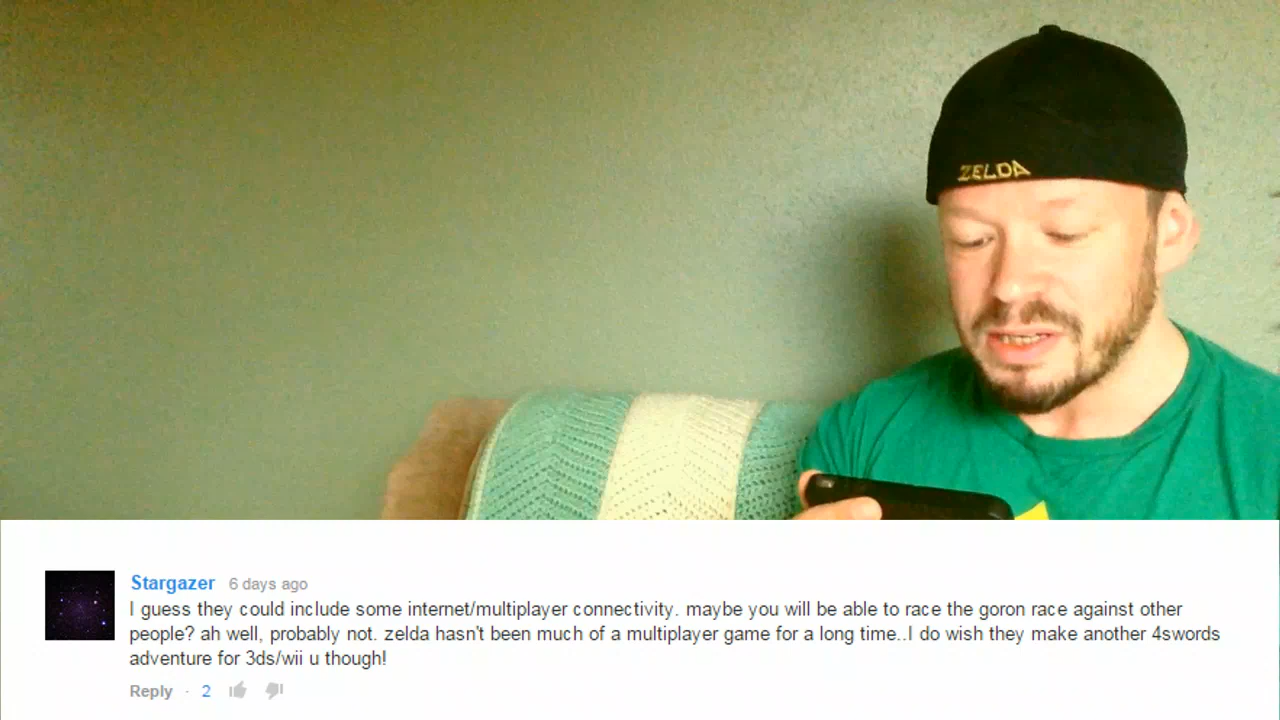 ZELDA
Stargazer 6 days ago
I guess they could include some internet/multiplayer connectivity. maybe you will be able to race the goron race against other
people? ah well, probably not. zelda hasn't been much of a multiplayer game for a long time..I do wish they make another 4swords
adventure for 3ds/wii u though!
Reply · 2